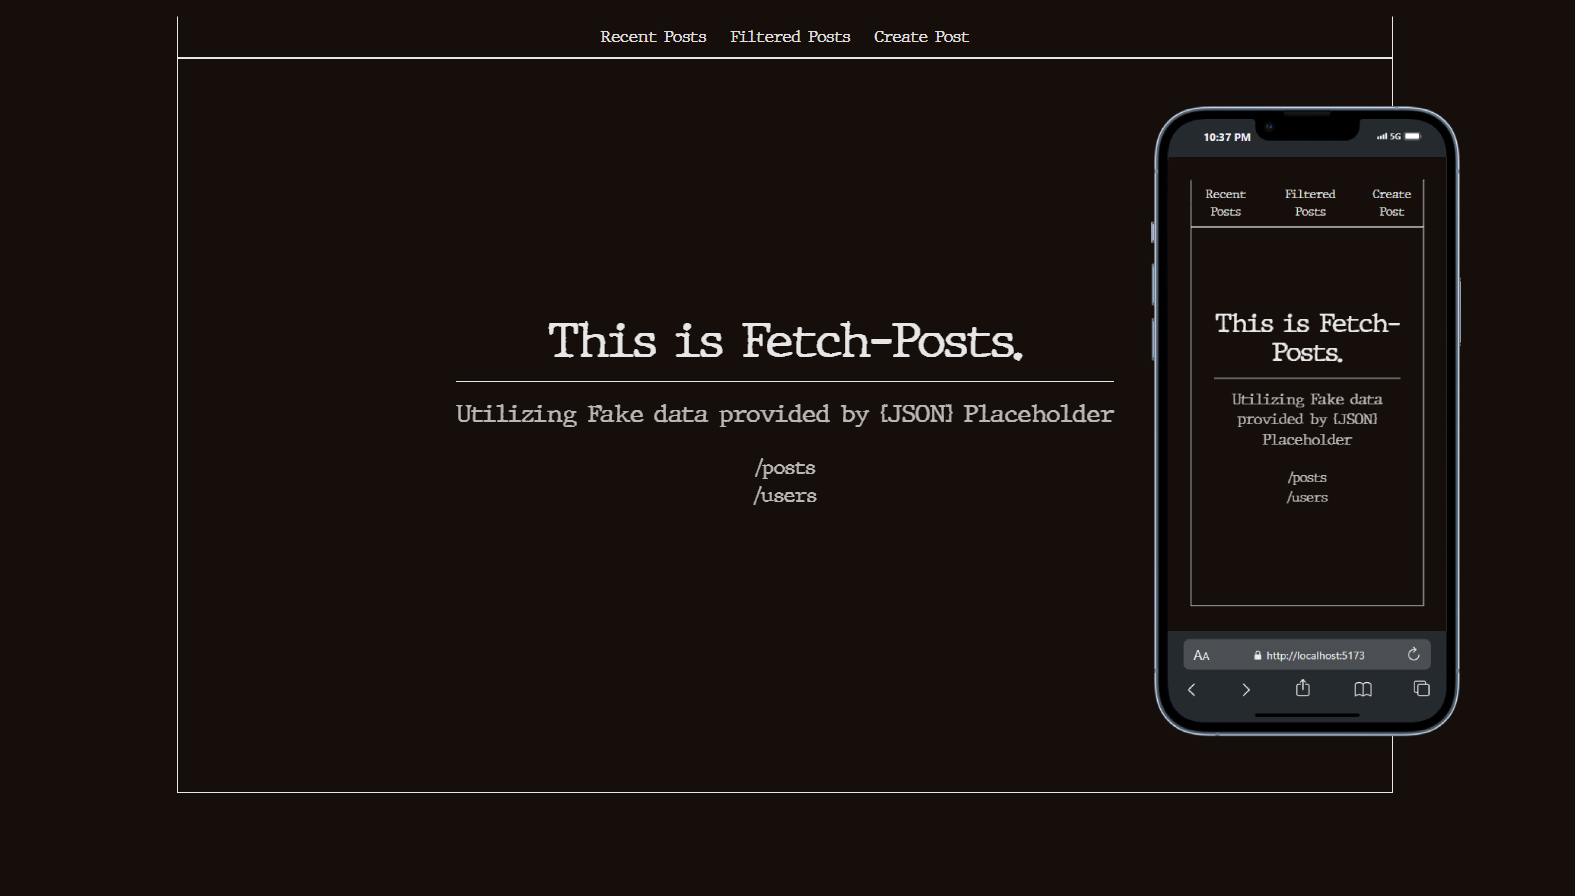 Recent Posts Filtered Posts Create Post
This is Fetch-Posts.
Utilizing Fake data provided by {JSON} Placeholder
/posts
/users
10:37 PM 5G
Recent Filtered Create
Posts Posts Post
This is Fetch-
Posts.
Utilizing Fake data
provided by {JSON}
Placeholder
/posts
/users
AA http://localhost:5173